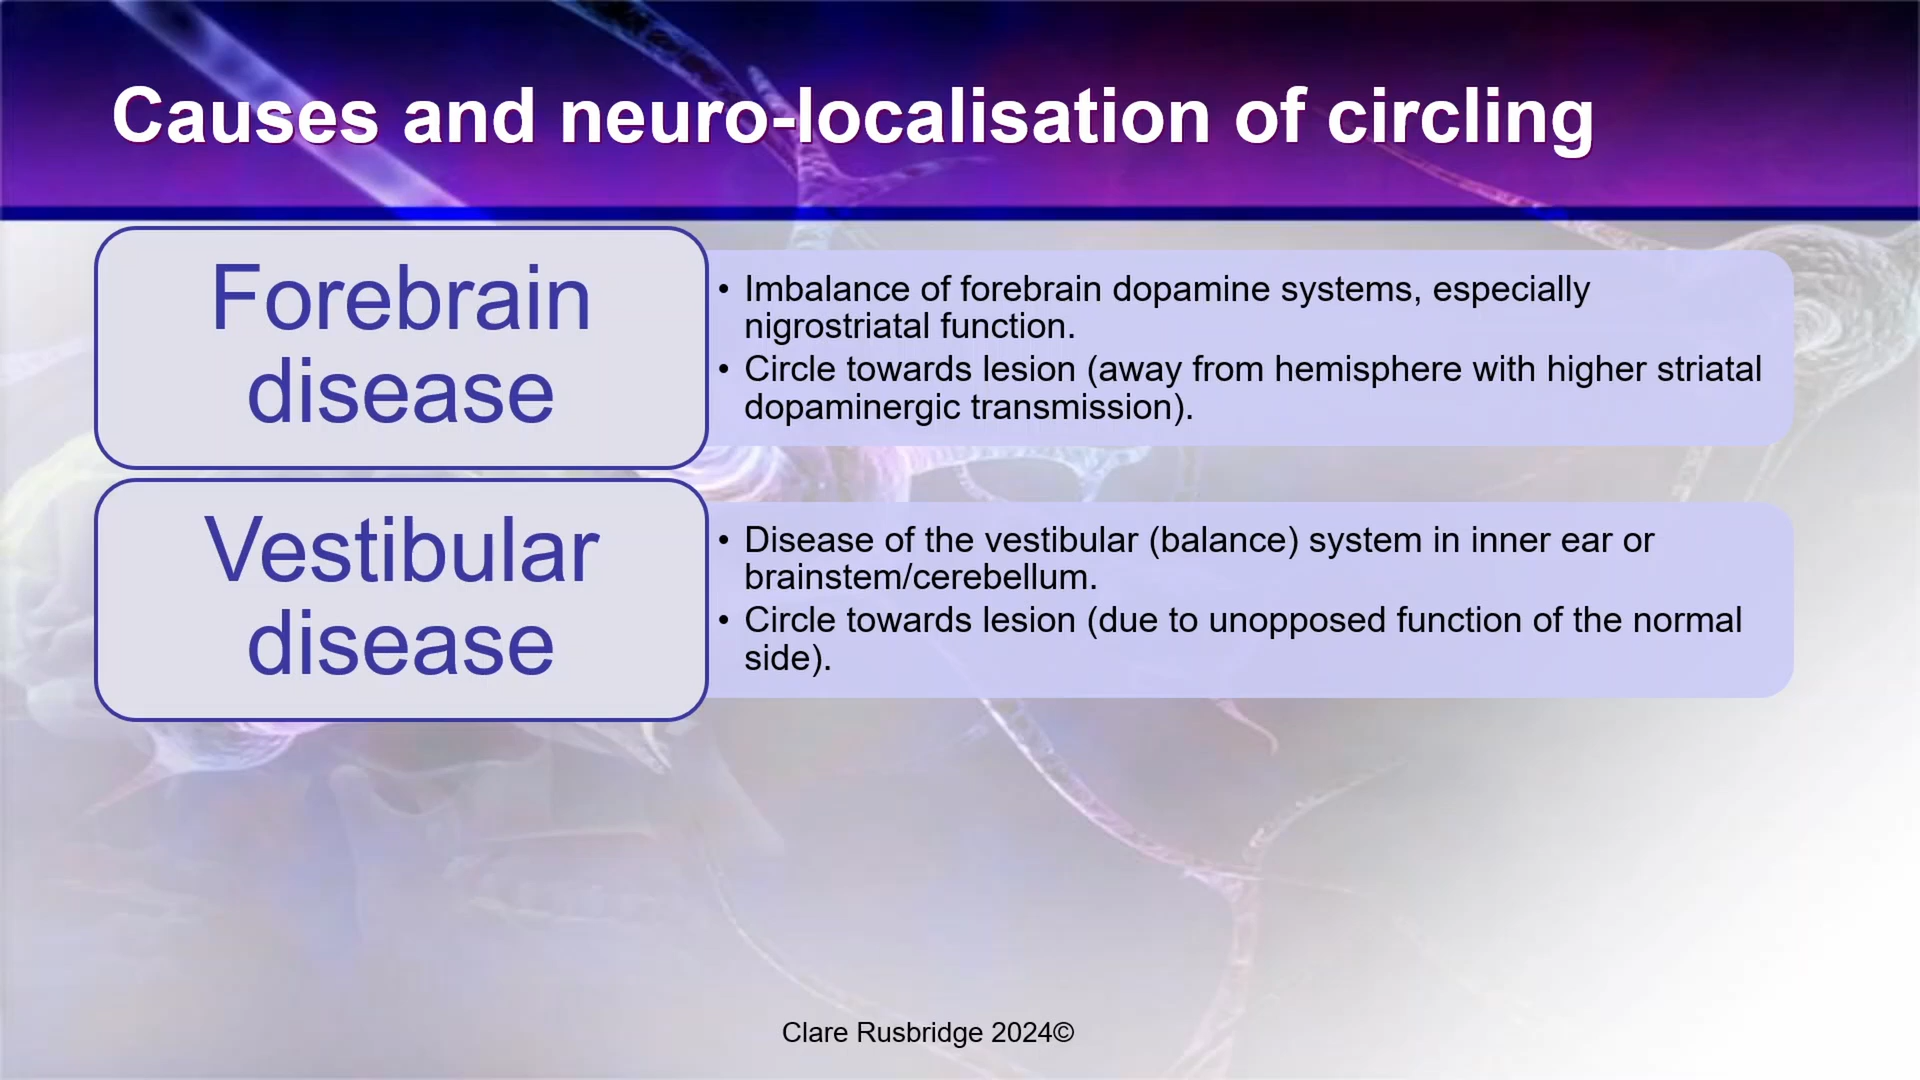 Causes and neuro-localisation of circling
Forebrain
disease
• Imbalance of forebrain dopamine systems, especially
nigrostriatal function.
• Circle towards lesion (away from hemisphere with higher striatal
dopaminergic transmission).
Vestibular
disease
• Disease of the vestibular (balance) system in inner ear or
brainstem/cerebellum.
• Circle towards lesion (due to unopposed function of the normal
side).
Clare Rusbridge 2024©